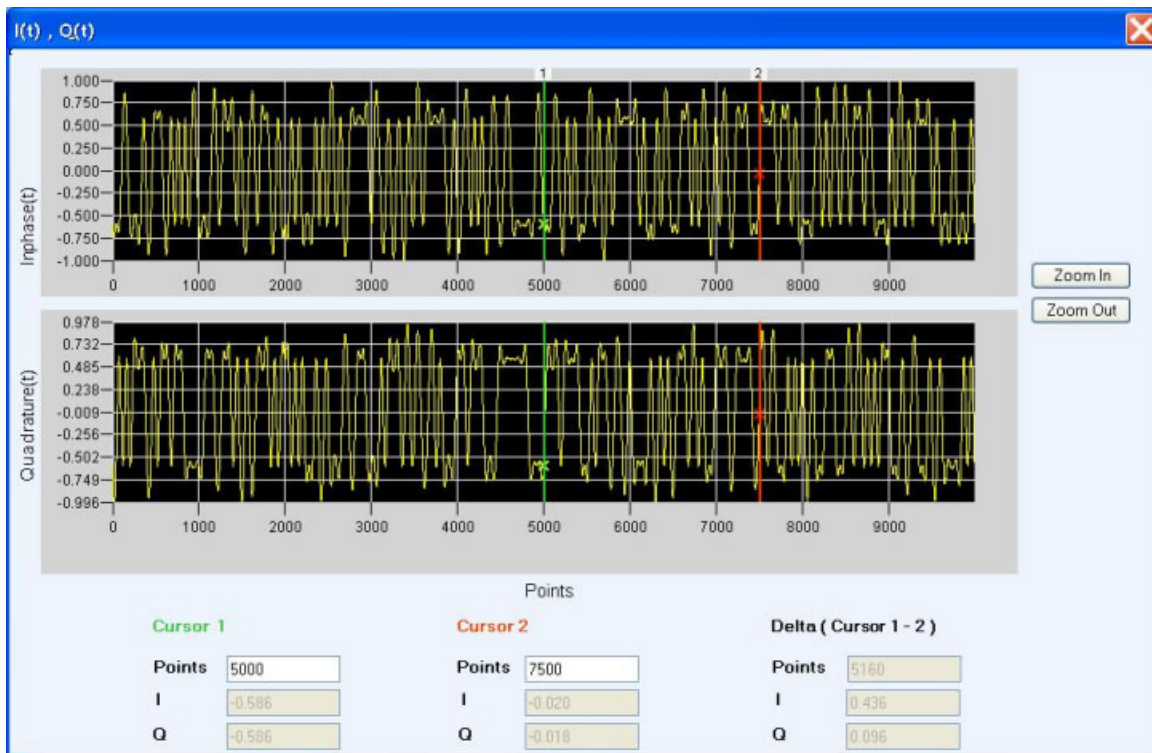 I(t) , Q(t)
1 2
1.000
0.750
0.500
0.250
0.000
-0.250
-0.500
-0.750
-1.000
Inphase(t)
0 1000 2000 3000 4000 5000 6000 7000 8000 9000
Zoom In
Zoom Out
0.978
0.732
0.485
0.238
-0.009
-0.256
-0.502
-0.749
-0.996
Quadrature(t)
0 1000 2000 3000 4000 5000 6000 7000 8000 9000
Points
Cursor 1 Cursor 2 Delta ( Cursor 1 - 2 )
Points 5000 Points 7500 Points 5160
I -0.586 I -0.020 I 0.436
Q -0.586 Q -0.018 Q 0.096